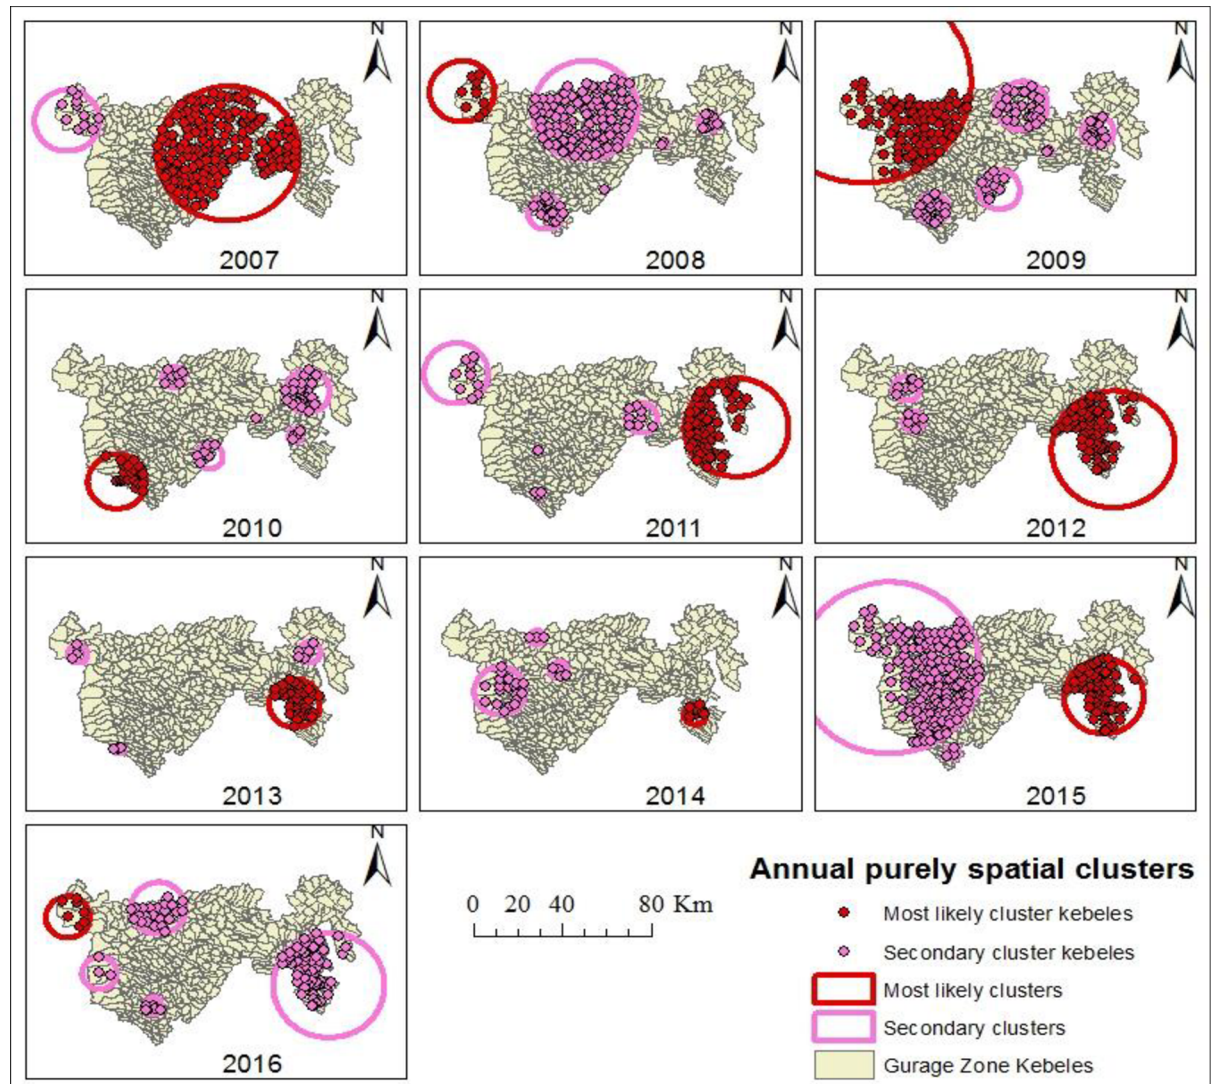 N N N
2007 2008 2009
N N N
2010 2011 2012
N N N
2013 2014 2015
N
Annual purely spatial clusters
0 20 40 80 Km
Most likely cluster kebeles
Secondary cluster kebeles
Most likely clusters
Secondary clusters
2016
Gurage Zone Kebeles